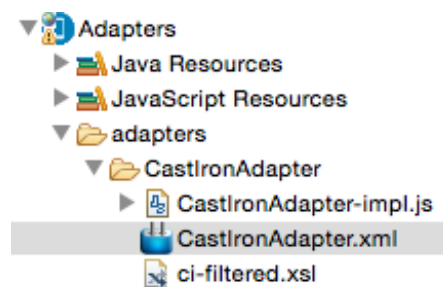 Adapters
Java Resources
JavaScript Resources
adapters
CastIronAdapter
CastIronAdapter-impl.js
CastIronAdapter.xml
ci-filtered.xsl